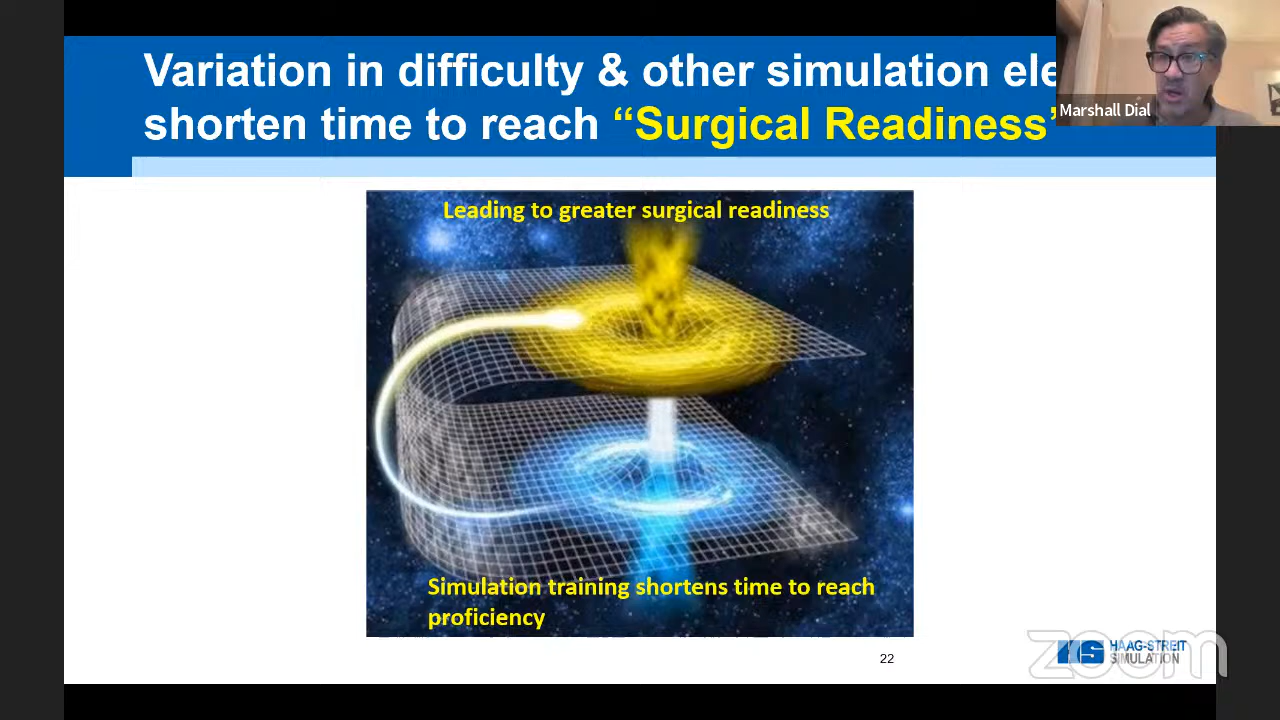 Variation in difficulty & other simulation ele
shorten time to reach “Surgical Readiness”
Marshall Dial
Leading to greater surgical readiness
Simulation training shortens time to reach
proficiency
22
HAAG-STREIT
SIMULATION
zoom